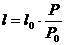 l = l₀ · P / P₀